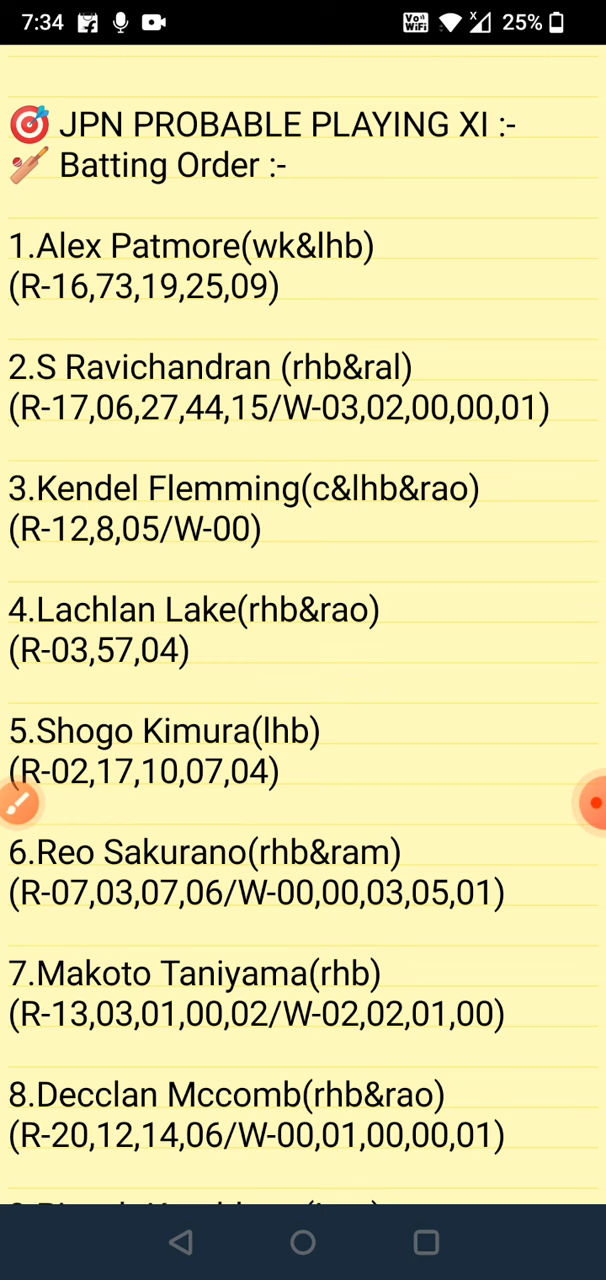 7:34
Vo))
WiFi
X
25%
🎯 JPN PROBABLE PLAYING XI :-
🏏 Batting Order :-
1.Alex Patmore(wk&lhb)
(R-16,73,19,25,09)
2.S Ravichandran (rhb&ral)
(R-17,06,27,44,15/W-03,02,00,00,01)
3.Kendel Flemming(c&lhb&rao)
(R-12,8,05/W-00)
4.Lachlan Lake(rhb&rao)
(R-03,57,04)
5.Shogo Kimura(lhb)
(R-02,17,10,07,04)
6.Reo Sakurano(rhb&ram)
(R-07,03,07,06/W-00,00,03,05,01)
7.Makoto Taniyama(rhb)
(R-13,03,01,00,02/W-02,02,01,00)
8.Decclan Mccomb(rhb&rao)
(R-20,12,14,06/W-00,01,00,00,01)